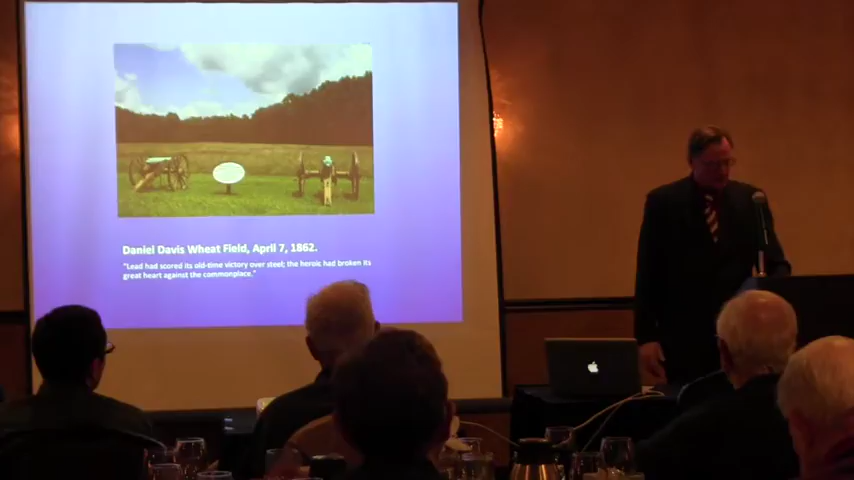 Daniel Davis Wheat Field, April 7, 1862.
"Lead had scored its old-time victory over steel; the heroic had broken its
great heart against the commonplace."